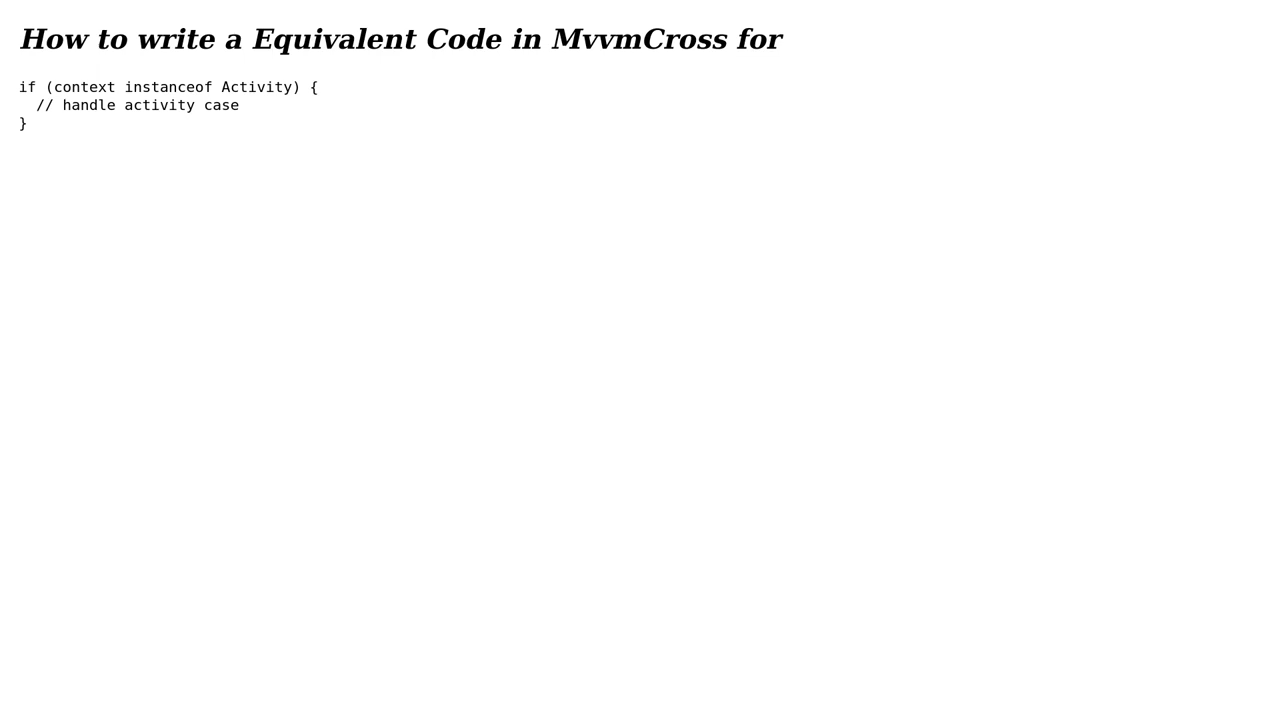 How to write a Equivalent Code in MvvmCross for
if (context instanceof Activity) {
  // handle activity case
}